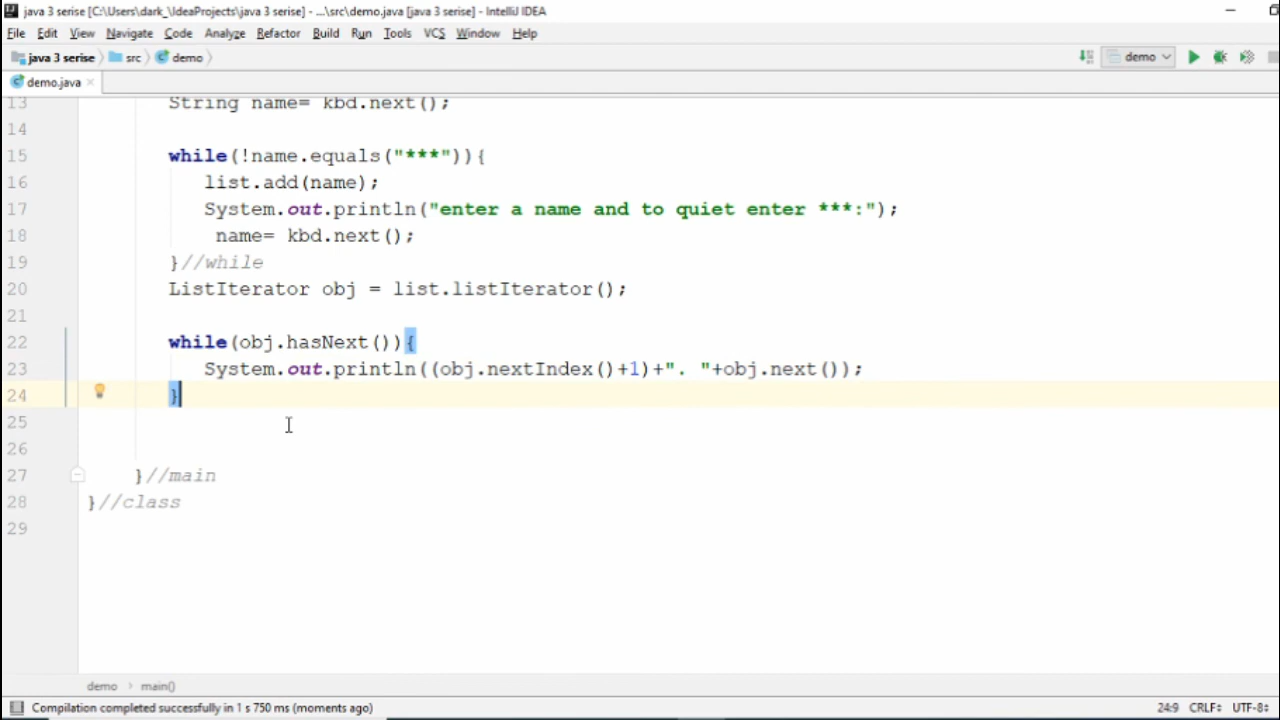 java 3 serise [C:\Users\dark_\IdeaProjects\java 3 serise] - ...\src\demo.java [java 3 serise] - IntelliJ IDEA
File Edit View Navigate Code Analyze Refactor Build Run Tools VCS Window Help
java 3 serise src demo demo
demo.java
13 String name= kbd.next();
14
15 while(!name.equals("***")){
16 list.add(name);
17 System.out.println("enter a name and to quiet enter ***:");
18 name= kbd.next();
19 }//while
20 ListIterator obj = list.listIterator();
21
22 while(obj.hasNext()){
23 System.out.println((obj.nextIndex()+1)+". "+obj.next());
24 }
25
26
27 }//main
28 }//class
29
demo main()
Compilation completed successfully in 1 s 750 ms (moments ago) 24:9 CRLF UTF-8